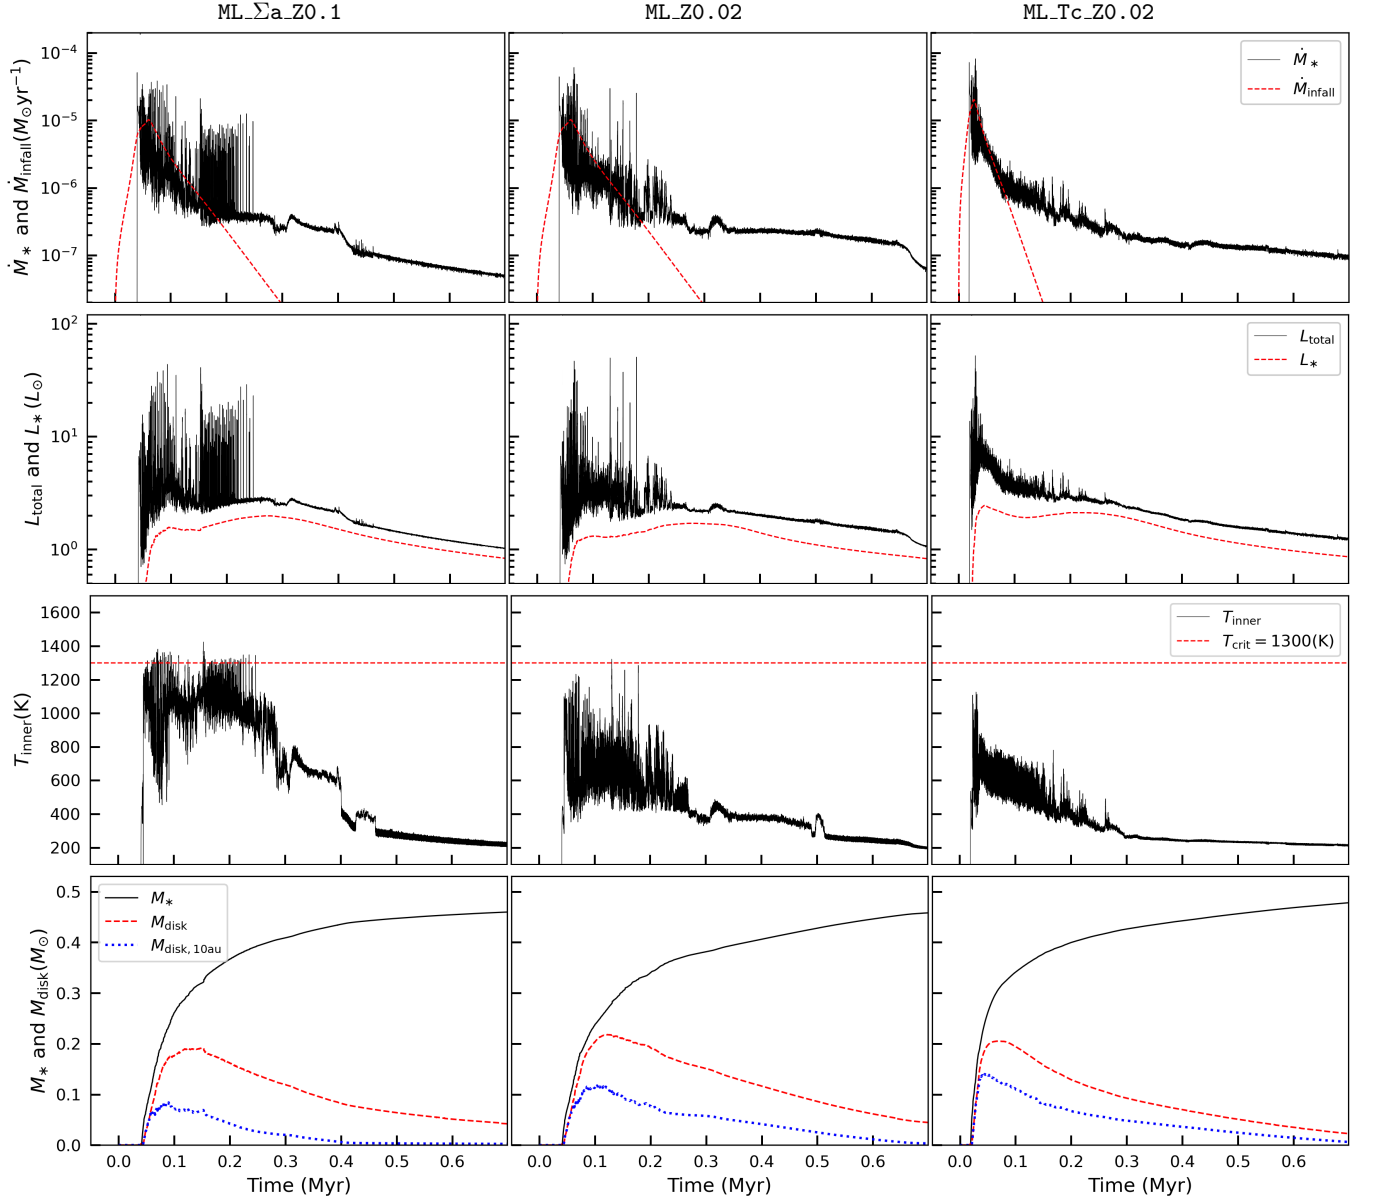 ML_Σa_Z0.1 ML_Z0.02 ML_Tc_Z0.02
Ṁ∗ and Ṁinfall(M⊙yr−1)
10−4
10−5
10−6
10−7
Ṁ∗
Ṁinfall
Ltotal and L∗(L⊙)
102
101
100
Ltotal
L∗
Tinner(K)
1600
1400
1200
1000
800
600
400
200
Tinner
Tcrit = 1300(K)
M∗ and Mdisk(M⊙)
0.5
0.4
0.3
0.2
0.1
0.0
M∗
Mdisk
Mdisk, 10au
0.0 0.1 0.2 0.3 0.4 0.5 0.6 0.0 0.1 0.2 0.3 0.4 0.5 0.6 0.0 0.1 0.2 0.3 0.4 0.5 0.6
Time (Myr) Time (Myr) Time (Myr)